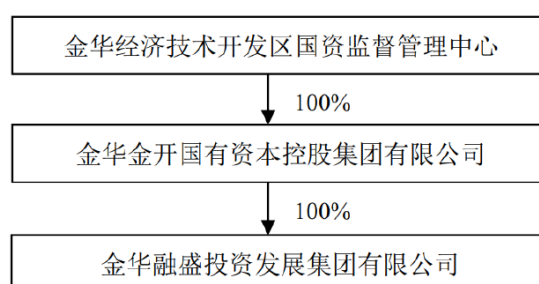 金华经济技术开发区国资监督管理中心
100%
金华金开国有资本控股集团有限公司
100%
金华融盛投资发展集团有限公司